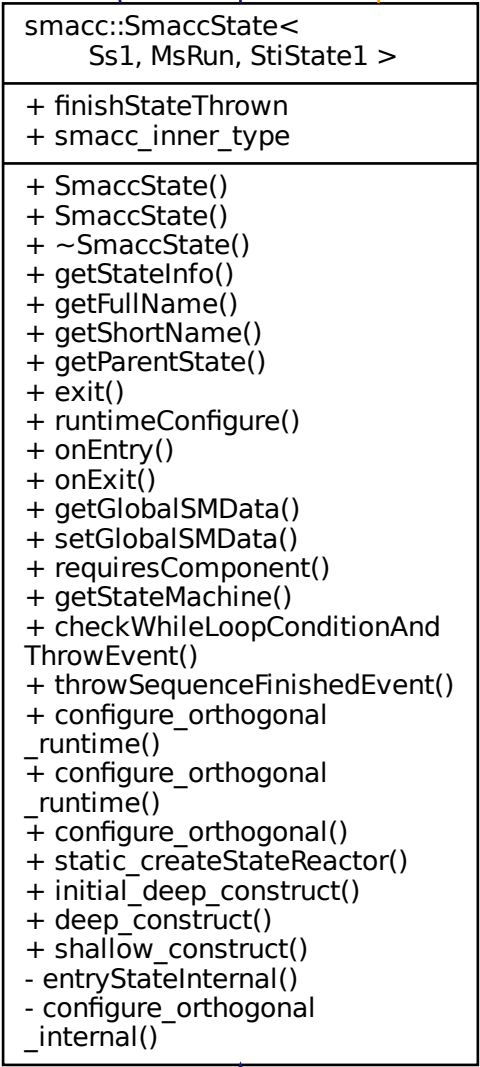 smacc::SmaccState<
Ss1, MsRun, StiState1 >
+ finishStateThrown
+ smacc_inner_type
+ SmaccState()
+ SmaccState()
+ ~SmaccState()
+ getStateInfo()
+ getFullName()
+ getShortName()
+ getParentState()
+ exit()
+ runtimeConfigure()
+ onEntry()
+ onExit()
+ getGlobalSMData()
+ setGlobalSMData()
+ requiresComponent()
+ getStateMachine()
+ checkWhileLoopConditionAnd
ThrowEvent()
+ throwSequenceFinishedEvent()
+ configure_orthogonal
_runtime()
+ configure_orthogonal
_runtime()
+ configure_orthogonal()
+ static_createStateReactor()
+ initial_deep_construct()
+ deep_construct()
+ shallow_construct()
- entryStateInternal()
- configure_orthogonal
_internal()